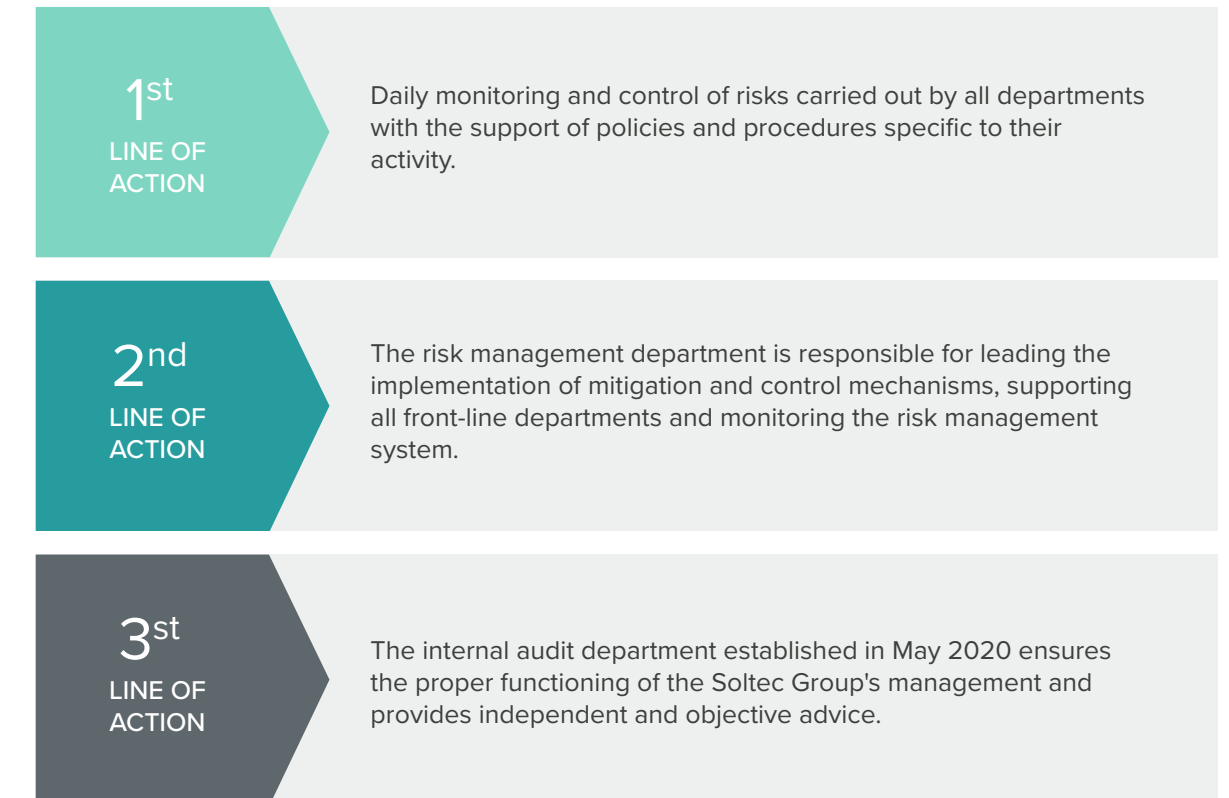 1st
LINE OF
ACTION
Daily monitoring and control of risks carried out by all departments
with the support of policies and procedures specific to their
activity.
2nd
LINE OF
ACTION
The risk management department is responsible for leading the
implementation of mitigation and control mechanisms, supporting
all front-line departments and monitoring the risk management
system.
3st
LINE OF
ACTION
The internal audit department established in May 2020 ensures
the proper functioning of the Soltec Group's management and
provides independent and objective advice.